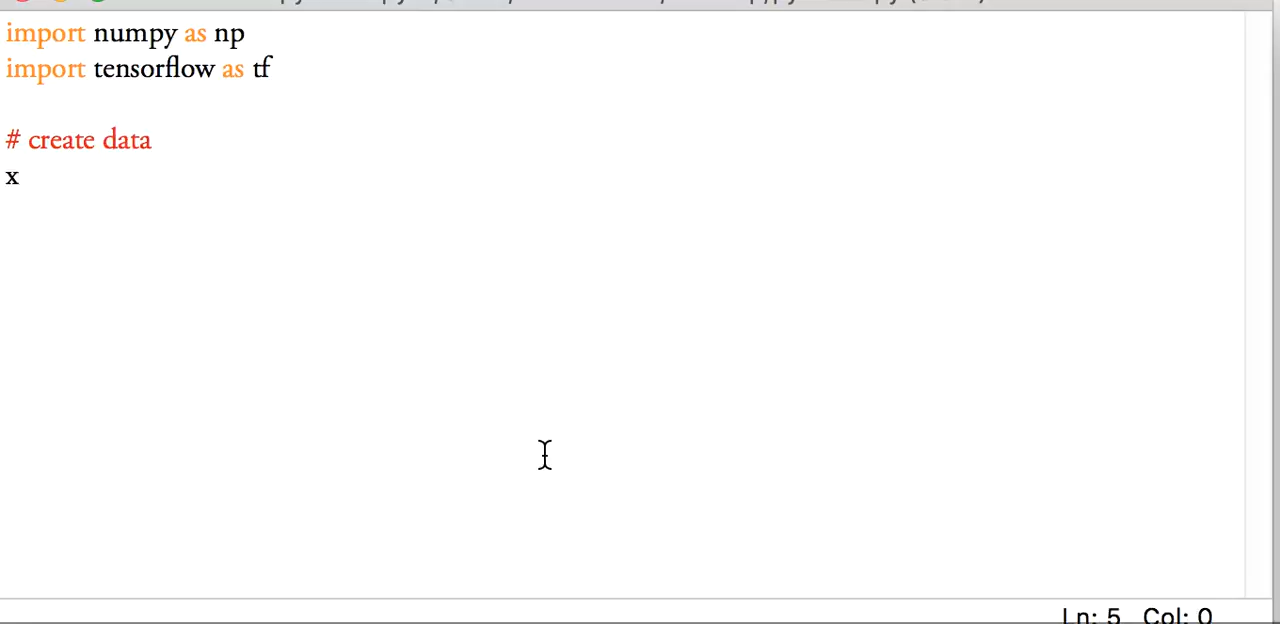 import numpy as np
import tensorflow as tf
# create data
x
Ln: 5 Col: 0